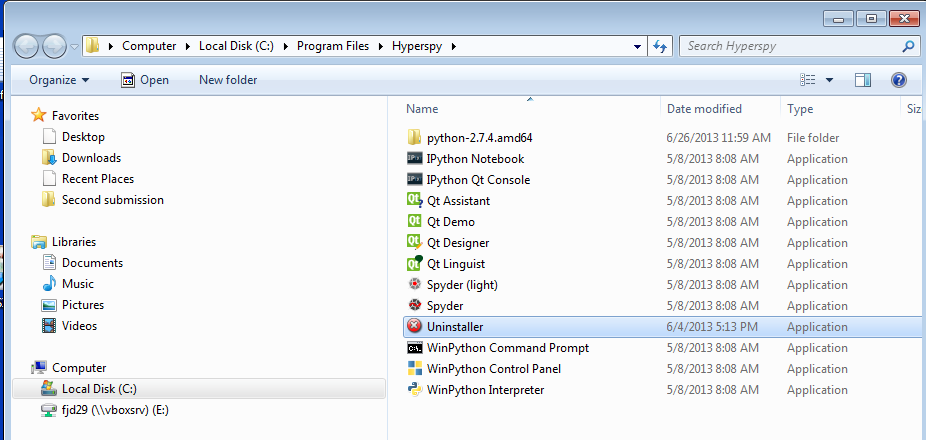 Computer Local Disk (C:) Program Files Hyperspy Search Hyperspy
Organize Open New folder
Name Date modified Type Siz
Favorites
Desktop
Downloads
Recent Places
Second submission
Libraries
Documents
Music
Pictures
Videos
Computer
Local Disk (C:)
fjd29 (\\vboxsrv) (E:)
python-2.7.4.amd64 6/26/2013 11:59 AM File folder
IPython Notebook 5/8/2013 8:08 AM Application
IPython Qt Console 5/8/2013 8:08 AM Application
Qt Assistant 5/8/2013 8:08 AM Application
Qt Demo 5/8/2013 8:08 AM Application
Qt Designer 5/8/2013 8:08 AM Application
Qt Linguist 5/8/2013 8:08 AM Application
Spyder (light) 5/8/2013 8:08 AM Application
Spyder 5/8/2013 8:08 AM Application
Uninstaller 6/4/2013 5:13 PM Application
WinPython Command Prompt 5/8/2013 8:08 AM Application
WinPython Control Panel 5/8/2013 8:08 AM Application
WinPython Interpreter 5/8/2013 8:08 AM Application